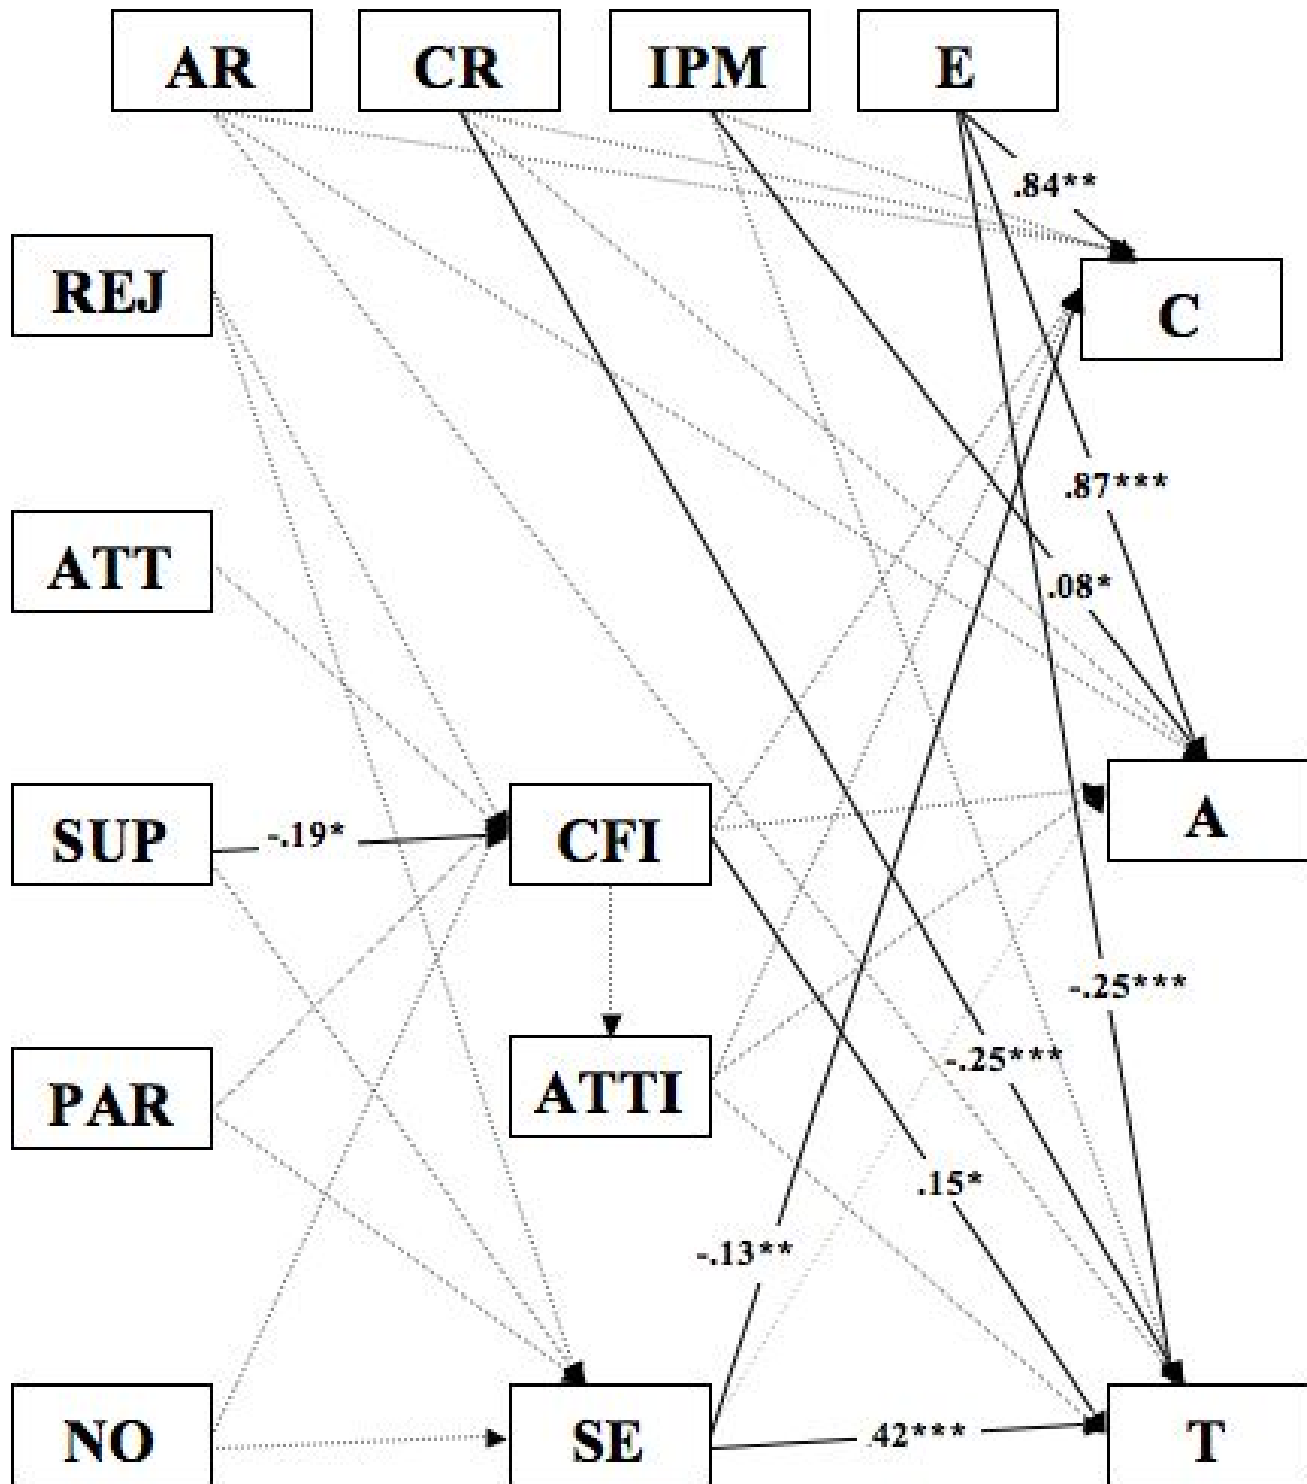 AR
CR
IPM
E
.84**
REJ
C
.87***
ATT
.08*
SUP
-.19*
CFI
A
-.25***
-.25***
PAR
ATTI
.15*
-.13**
NO
SE
.42***
T